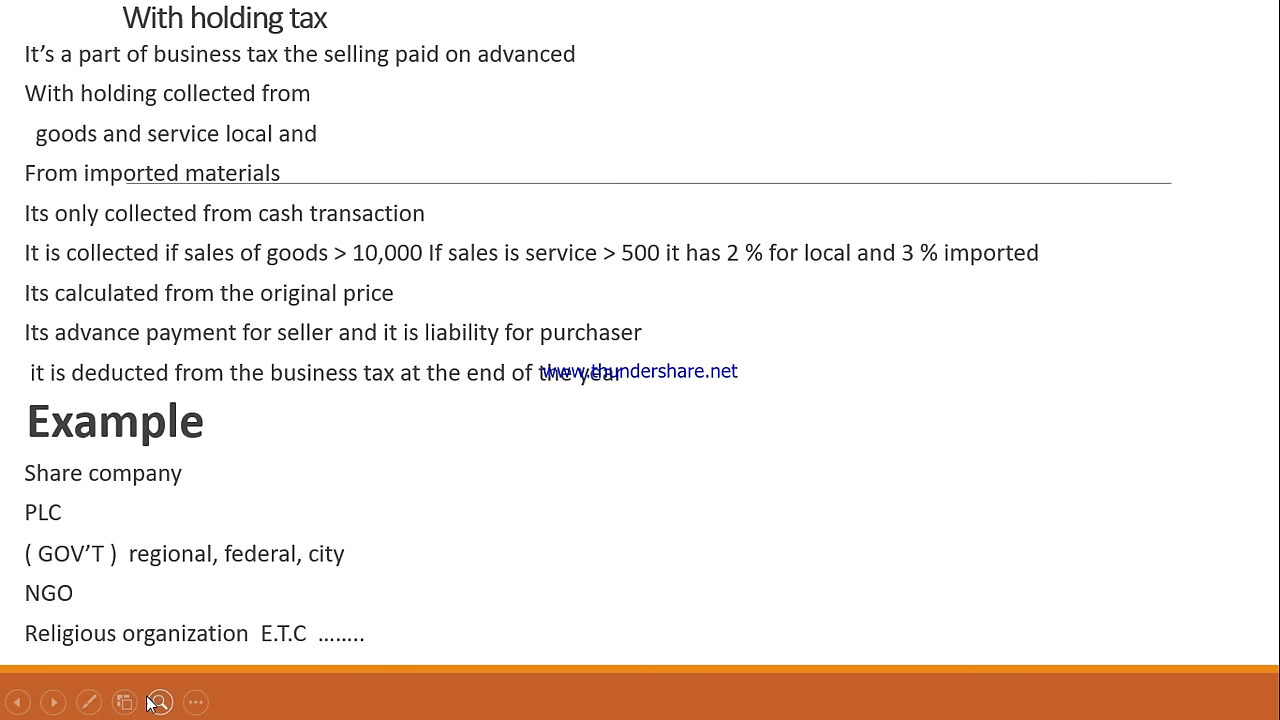 With holding tax
It’s a part of business tax the selling paid on advanced
With holding collected from
goods and service local and
From imported materials
Its only collected from cash transaction
It is collected if sales of goods > 10,000 If sales is service > 500 it has 2 % for local and 3 % imported
Its calculated from the original price
Its advance payment for seller and it is liability for purchaser
it is deducted from the business tax at the end of the year
www.thundershare.net
Example
Share company
PLC
( GOV’T ) regional, federal, city
NGO
Religious organization E.T.C ........